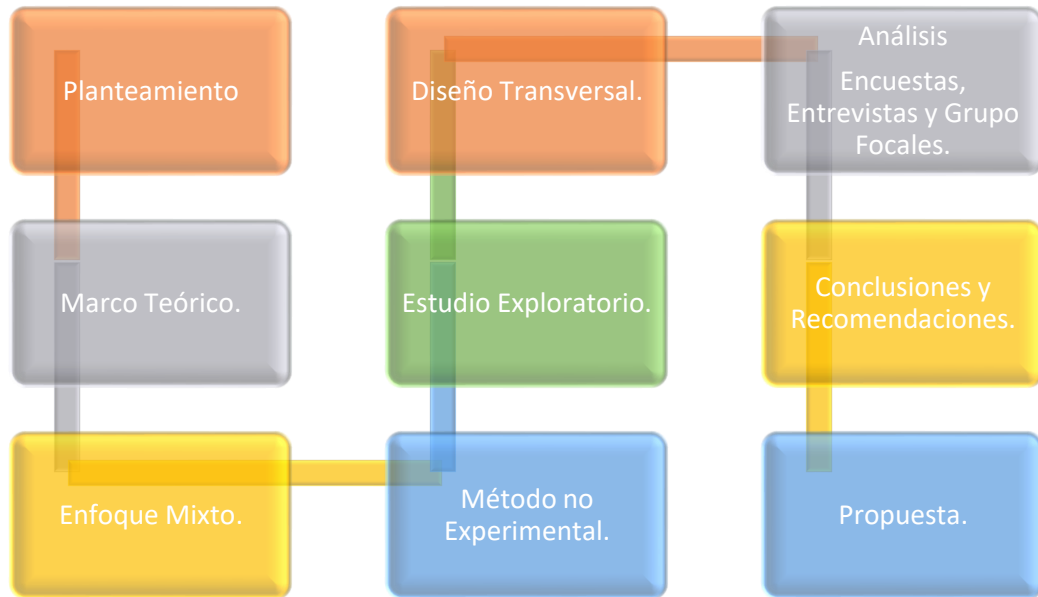 Planteamiento
Marco Teórico.
Enfoque Mixto.
Método no
Experimental.
Estudio Exploratorio.
Diseño Transversal.
Análisis
Encuestas,
Entrevistas y Grupo
Focales.
Conclusiones y
Recomendaciones.
Propuesta.